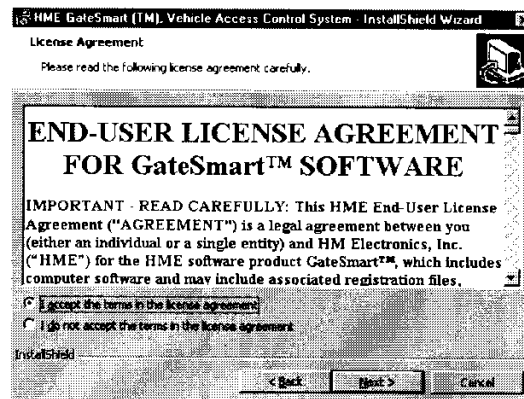 HME GateSmart (TM), Vehicle Access Control System - InstallShield Wizard
License Agreement
Please read the following license agreement carefully.
END-USER LICENSE AGREEMENT
FOR GateSmart™ SOFTWARE
IMPORTANT - READ CAREFULLY: This HME End-User License
Agreement ("AGREEMENT") is a legal agreement between you
(either an individual or a single entity) and HM Electronics, Inc.
("HME") for the HME software product GateSmart™, which includes
computer software and may include associated registration files,
I accept the terms in the license agreement
I do not accept the terms in the license agreement
InstallShield
< Back
Next >
Cancel